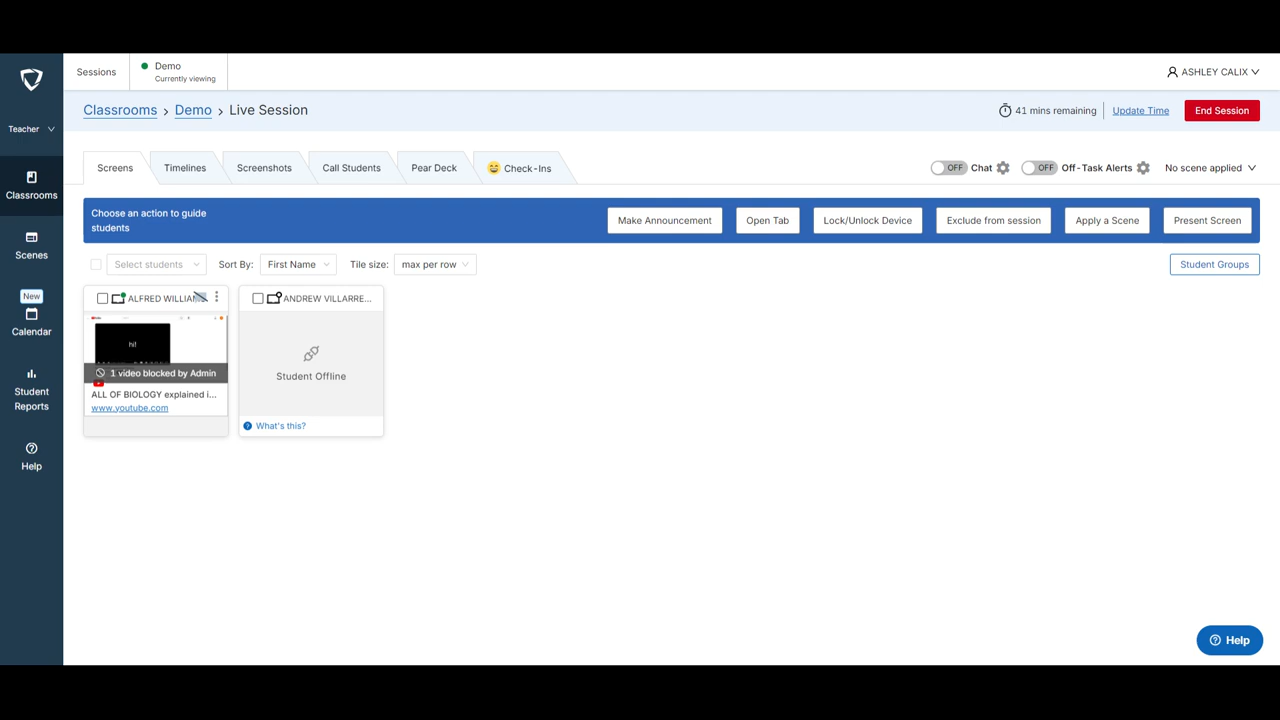 Sessions
Demo
Currently viewing
ASHLEY CALIX
Teacher
Classrooms > Demo > Live Session
41 mins remaining
Update Time
End Session
Classrooms
Scenes
New
Calendar
Student
Reports
Help
Screens
Timelines
Screenshots
Call Students
Pear Deck
Check-Ins
OFF
Chat
OFF
Off-Task Alerts
No scene applied
Choose an action to guide
students
Make Announcement
Open Tab
Lock/Unlock Device
Exclude from session
Apply a Scene
Present Screen
Select students
Sort By:
First Name
Tile size:
max per row
Student Groups
ALFRED
hi!
1 video blocked by Admin
ALL OF BIOLOGY explained i...
www.youtube.com
ANDREW VILLARRE...
Student Offline
What's this?
Help